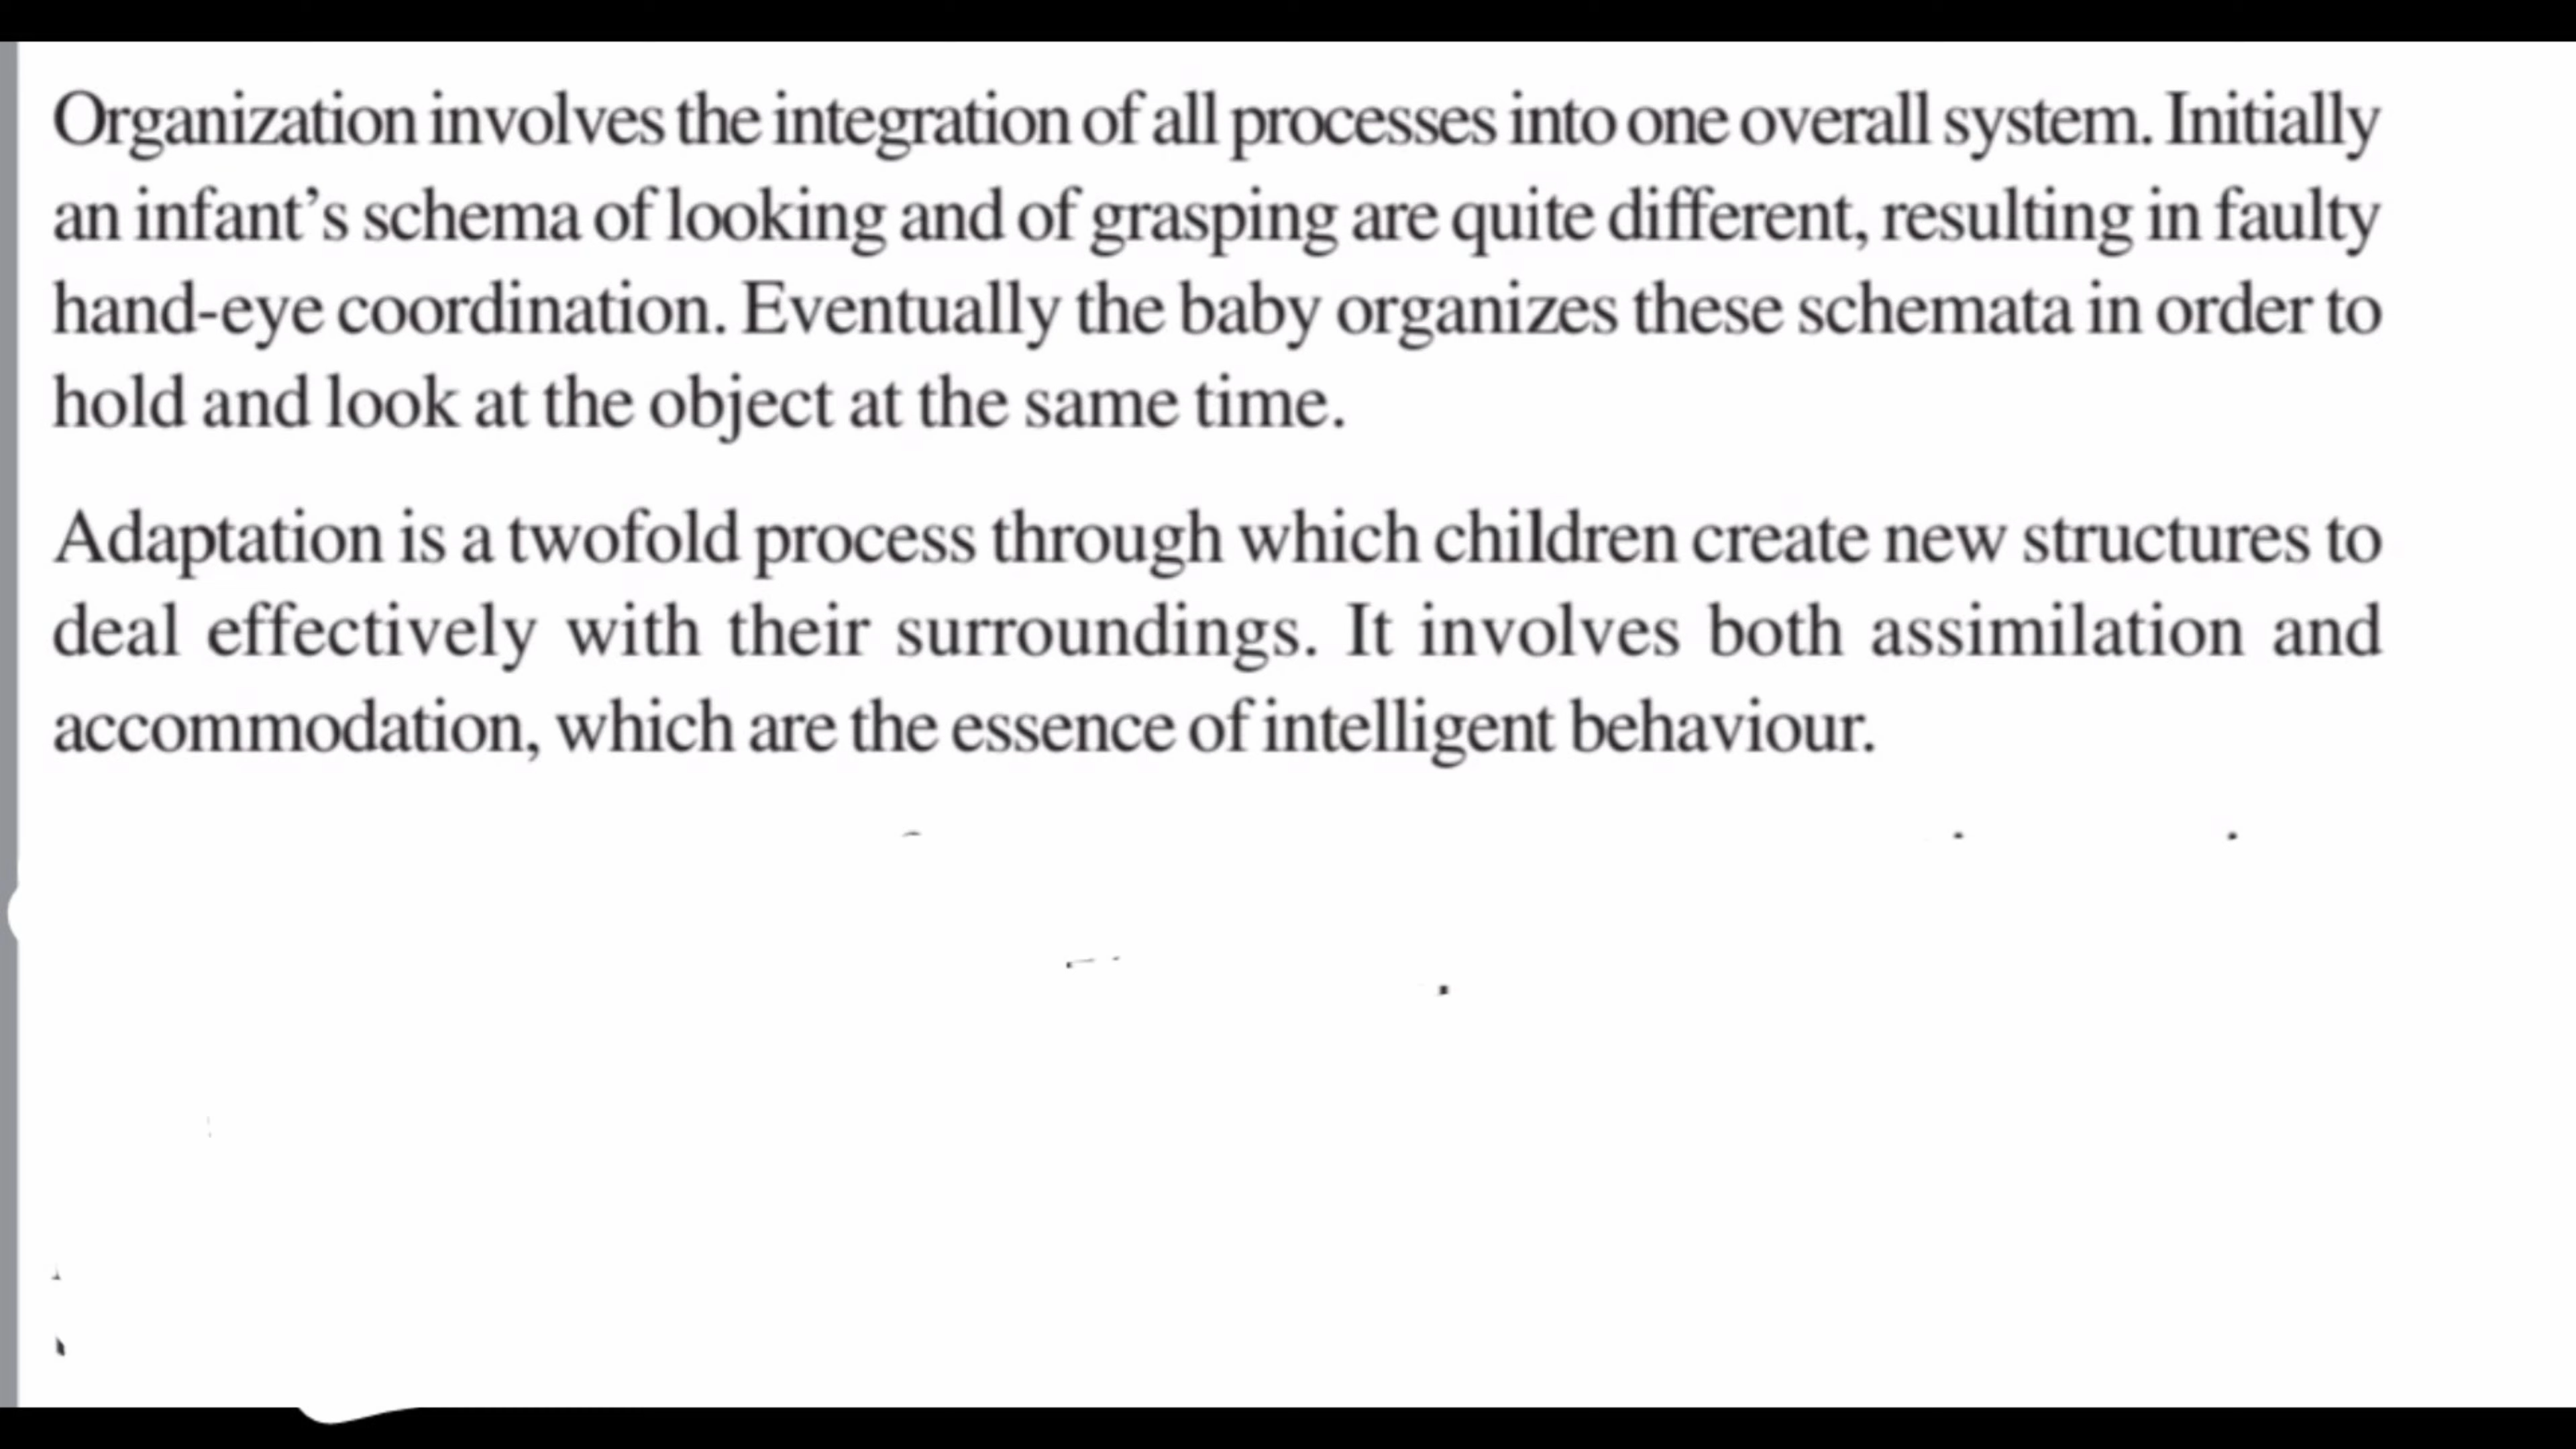 Organization involves the integration of all processes into one overall system. Initially
an infant’s schema of looking and of grasping are quite different, resulting in faulty
hand-eye coordination. Eventually the baby organizes these schemata in order to
hold and look at the object at the same time.
Adaptation is a twofold process through which children create new structures to
deal effectively with their surroundings. It involves both assimilation and
accommodation, which are the essence of intelligent behaviour.